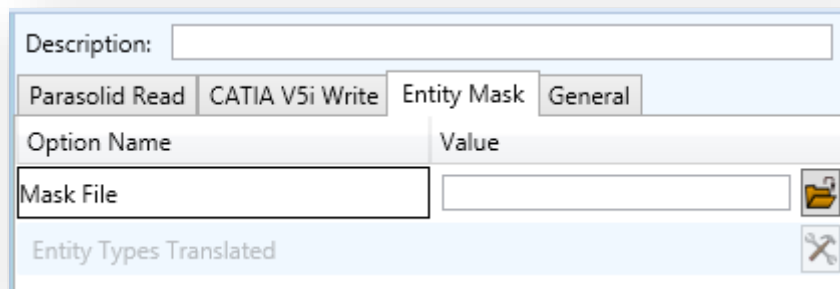 Description:
Parasolid Read CATIA V5i Write Entity Mask General
Option Name Value
Mask File
Entity Types Translated